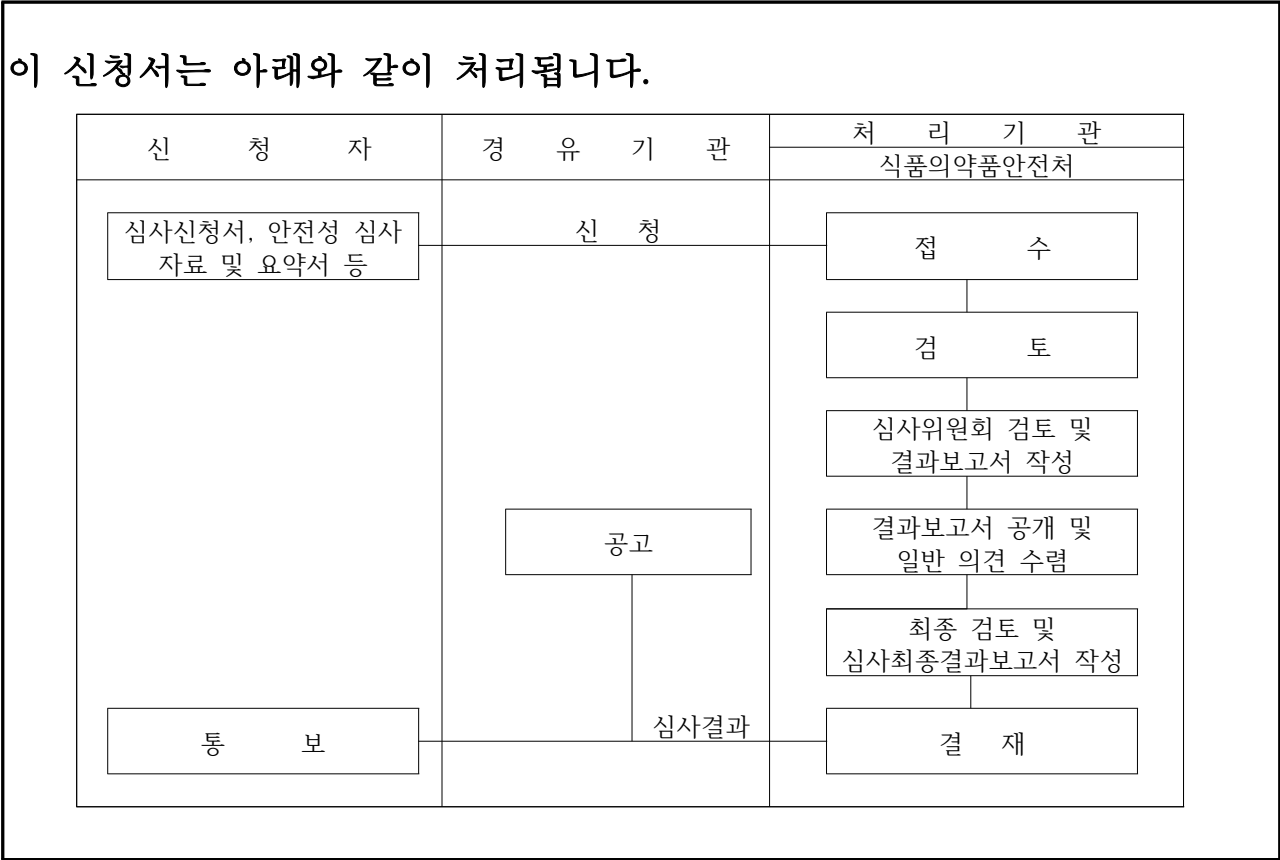 이 신청서는 아래와 같이 처리됩니다.
신 청 자
경 유 기 관
처 리 기 관
식품의약품안전처
심사신청서, 안전성 심사
자료 및 요약서 등
신 청
접 수
검 토
심사위원회 검토 및
결과보고서 작성
공고
결과보고서 공개 및
일반 의견 수렴
최종 검토 및
심사최종결과보고서 작성
통 보
심사결과
결 재